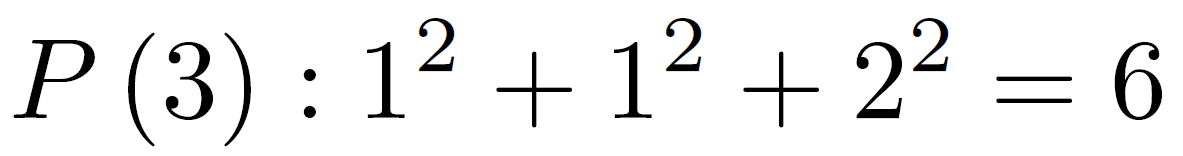 P(3) : 1² + 1² + 2² = 6